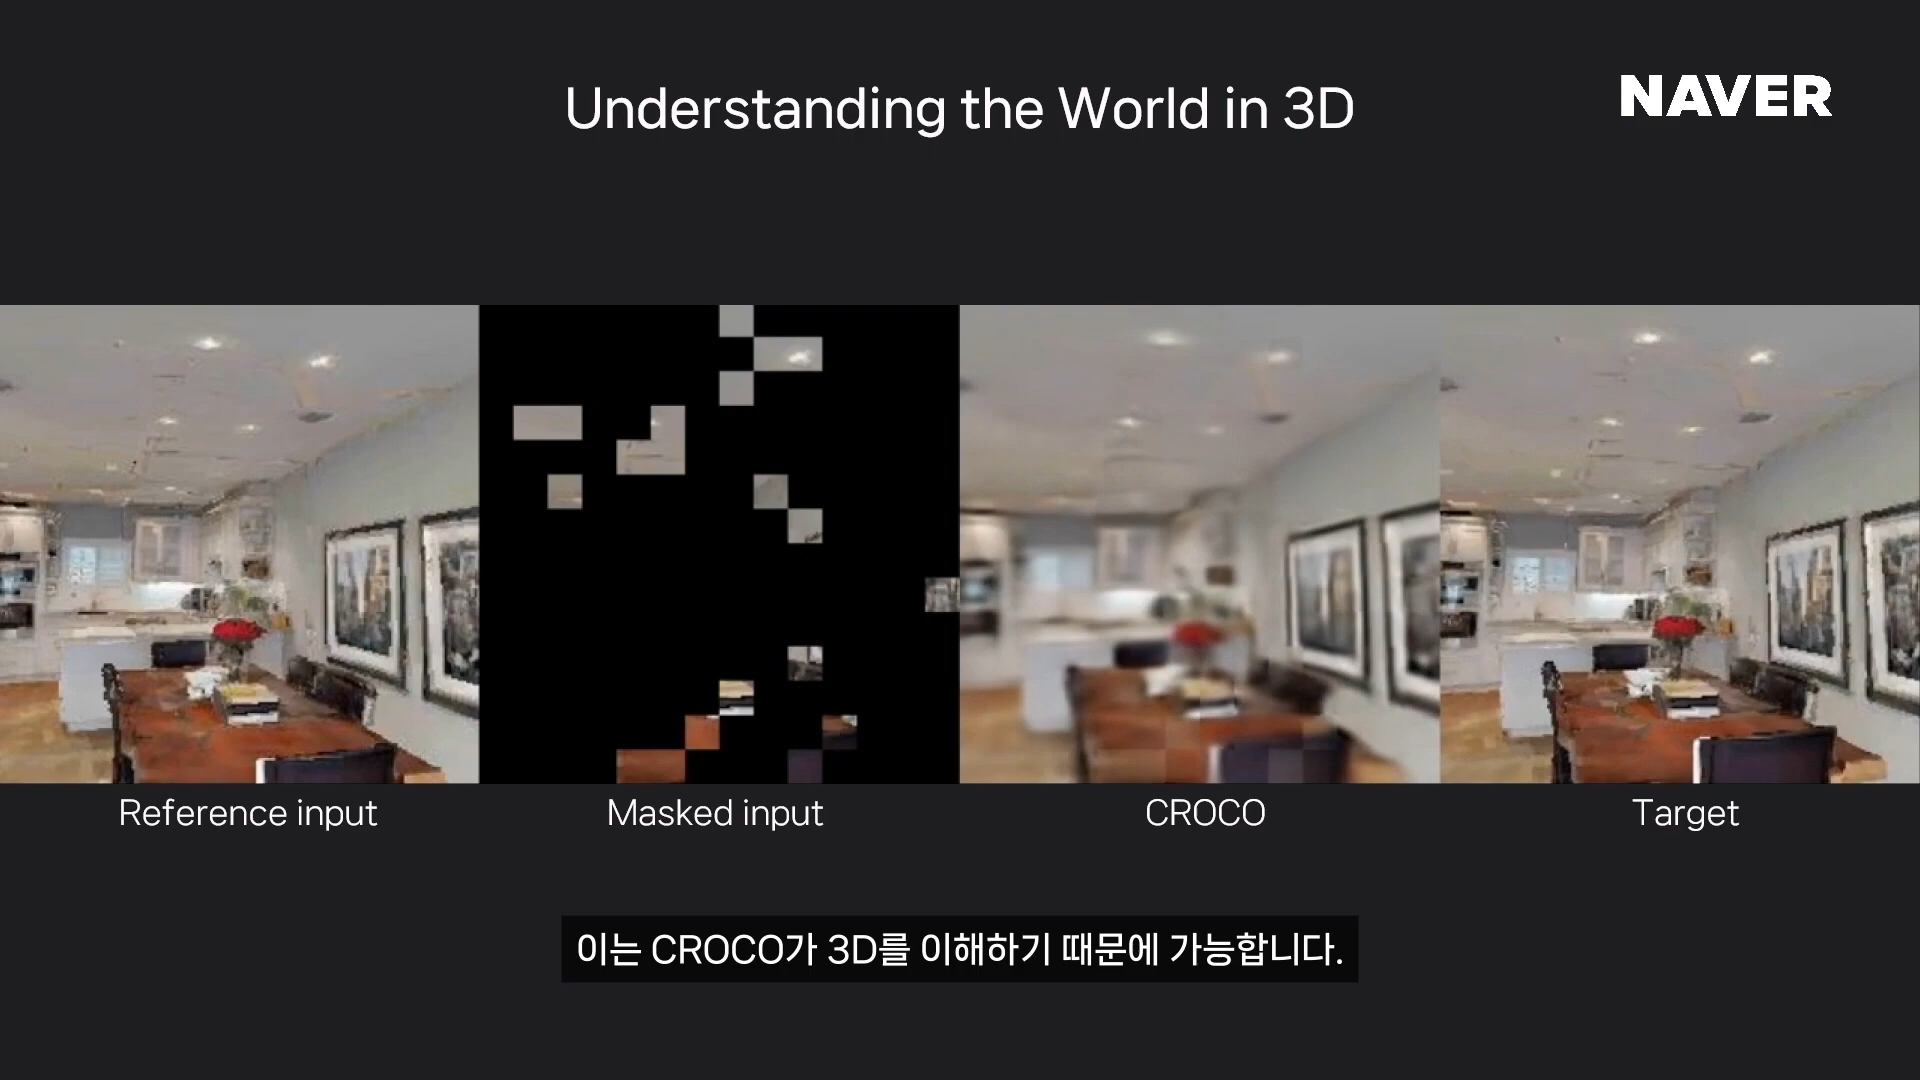 Understanding the World in 3D
NAVER
Reference input
Masked input
CROCO
Target
이는 CROCO가 3D를 이해하기 때문에 가능합니다.